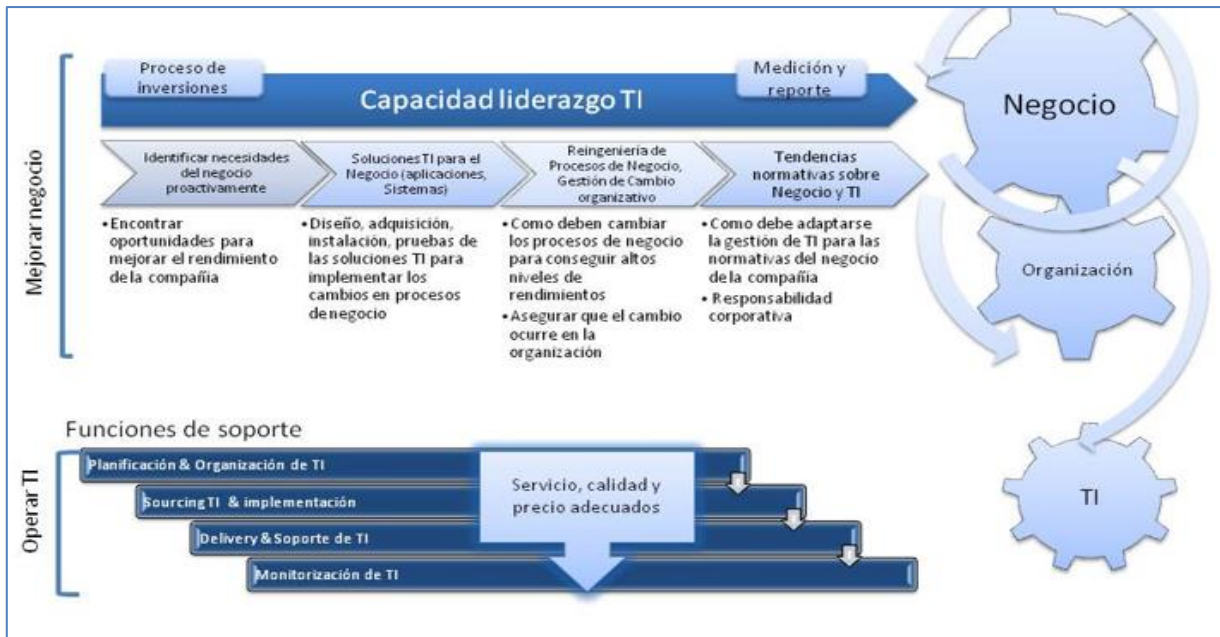 Mejorar negocio
Proceso de
inversiones
Capacidad liderazgo TI
Medición y
reporte
Identificar necesidades
del negocio
proactivamente
Soluciones TI para el
Negocio (aplicaciones,
Sistemas)
Reingeniería de
Procesos de Negocio,
Gestión de Cambio
organizativo
Tendencias
normativas sobre
Negocio y TI
•Encontrar
oportunidades para
mejorar el rendimiento
de la compañia
•Diseño, adquisición,
instalación, pruebas de
las soluciones TI para
implementar los
cambios en procesos
de negocio
•Como deben cambiar
los procesos de negocio
para conseguir altos
niveles de
rendimientos
•Asegurar que el cambio
ocurre en la
organización
•Como debe adaptarse
la gestión de TI para las
normativas del negocio
de la compañía
•Responsabilidad
corporativa
Negocio
Organización
TI
Operar TI
Funciones de soporte
Planificación & Organización de TI
Sourcing TI & implementación
Delivery & Soporte de TI
Monitorización de TI
Servicio, calidad y
precio adecuados